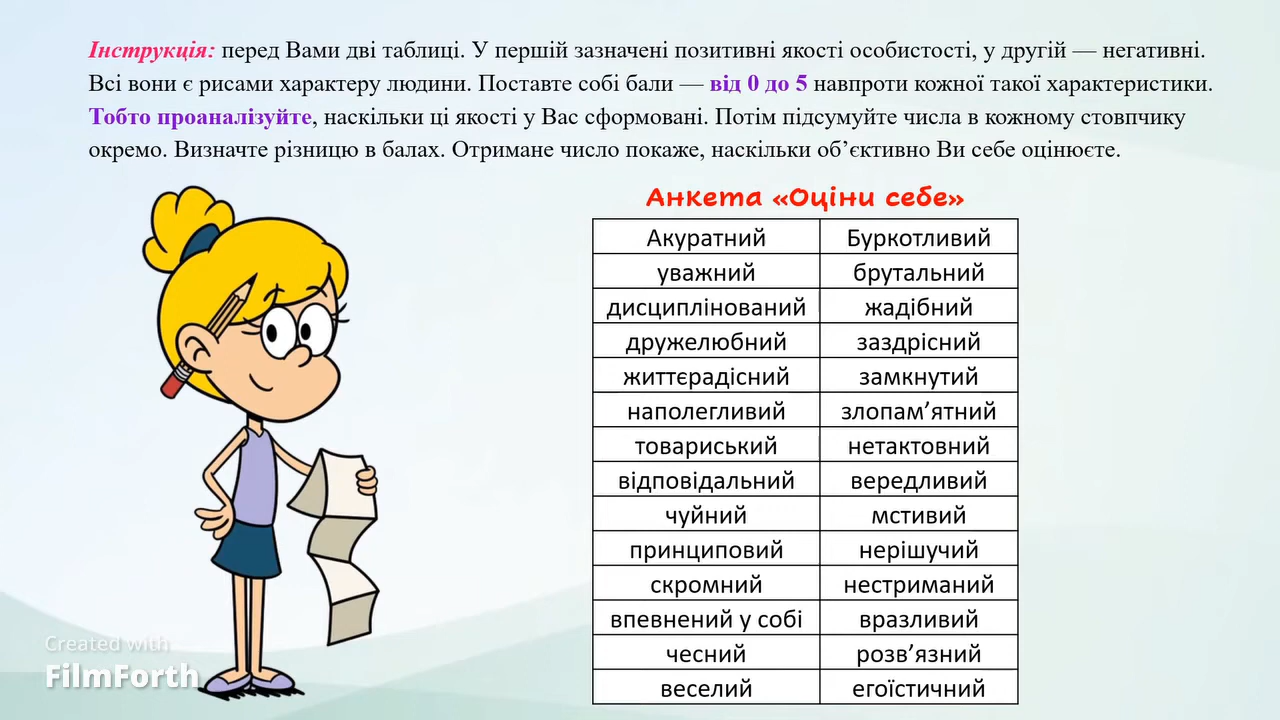 Інструкція: перед Вами дві таблиці. У першій зазначені позитивні якості особистості, у другій — негативні.
Всі вони є рисами характеру людини. Поставте собі бали — від 0 до 5 навпроти кожної такої характеристики.
Тобто проаналізуйте, наскільки ці якості у Вас сформовані. Потім підсумуйте числа в кожному стовпчику
окремо. Визначте різницю в балах. Отримане число покаже, наскільки об’єктивно Ви себе оцінюєте.
Анкета «Оціни себе»
Акуратний Буркотливий
уважний брутальний
дисциплінований жадібний
дружелюбний заздрісний
життєрадісний замкнутий
наполегливий злопам’ятний
товариський нетактовний
відповідальний вередливий
чуйний мстивий
принциповий нерішучий
скромний нестриманий
впевнений у собі вразливий
чесний розв’язний
веселий егоїстичний
Created with
FilmForth